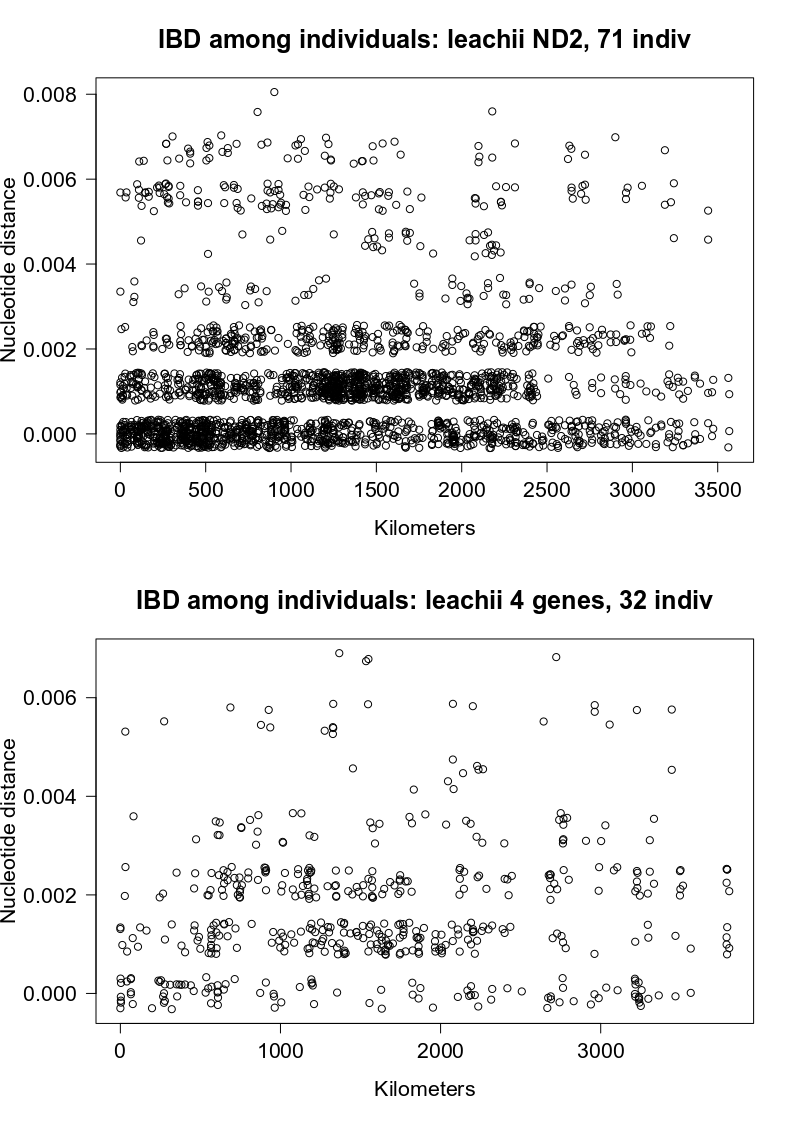 IBD among individuals: leachii ND2, 71 indiv
0.008
0.006
0.004
0.002
0.000
Nucleotide distance
0 500 1000 1500 2000 2500 3000 3500
Kilometers
IBD among individuals: leachii 4 genes, 32 indiv
0.006
0.004
0.002
0.000
Nucleotide distance
0 1000 2000 3000
Kilometers